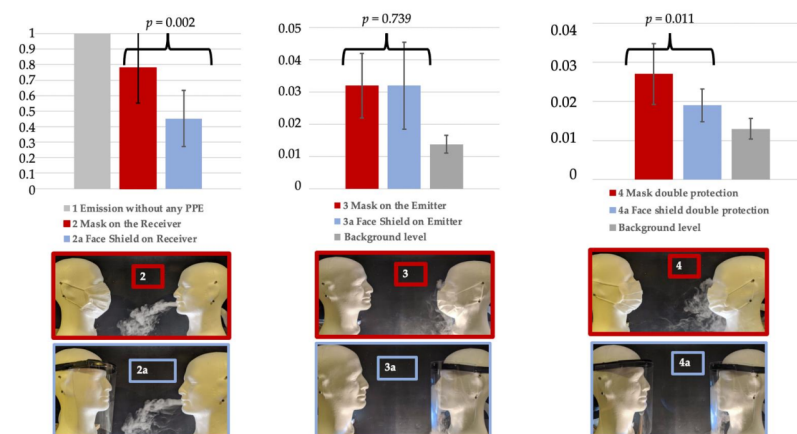 p = 0.002
1
0.9
0.8
0.7
0.6
0.5
0.4
0.3
0.2
0.1
0
1 Emission without any PPE
2 Mask on the Receiver
2a Face Shield on Receiver
2
2a
p = 0.739
0.05
0.04
0.03
0.02
0.01
0
3 Mask on the Emitter
3a Face Shield on Emitter
Background level
3
3a
p = 0.011
0.04
0.03
0.02
0.01
0
4 Mask double protection
4a Face shield double protection
Background level
4
4a